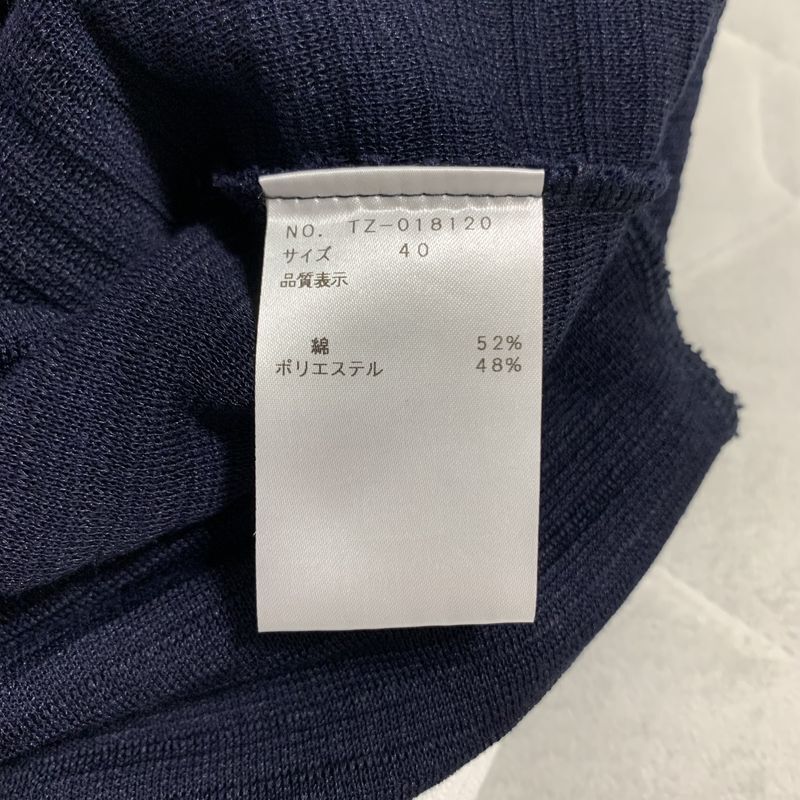 NO. TZ-018120
サイズ 40
品質表示
綿 52%
ポリエステル 48%